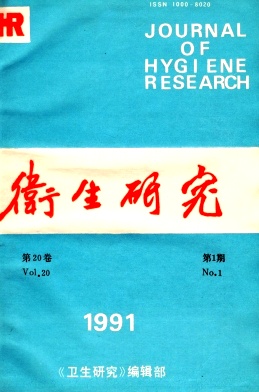 ISSN 1000-8020
HR
JOURNAL
OF
HYGIENE
RESEARCH
衛生研究
第20卷
第1期
Vol.20
No.1
1991
《卫生研究》编辑部